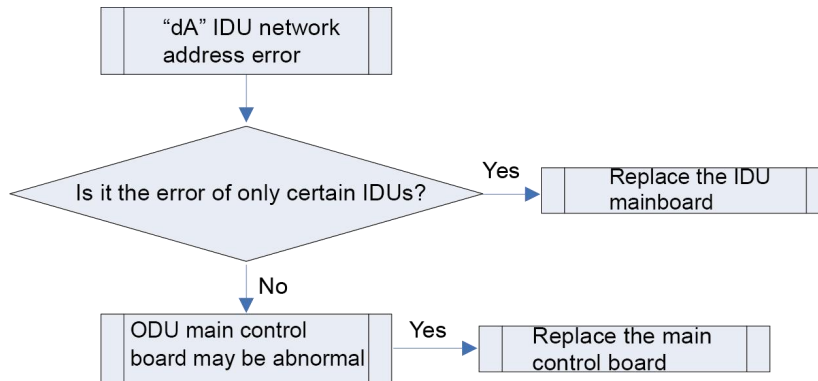 “dA” IDU network
address error
Is it the error of only certain IDUs?
Yes
Replace the IDU
mainboard
No
ODU main control
board may be abnormal
Yes
Replace the main
control board